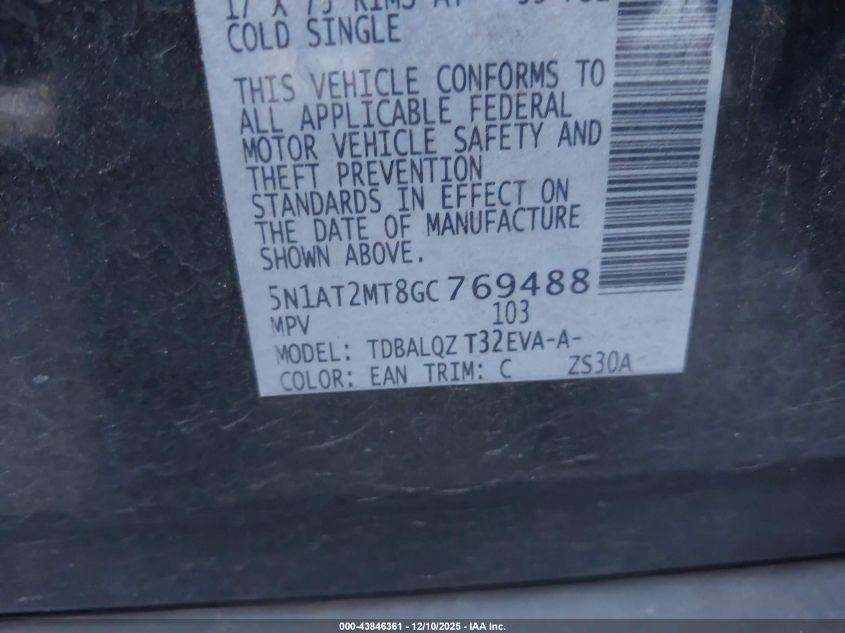 COLD SINGLE
THIS VEHICLE CONFORMS TO
ALL APPLICABLE FEDERAL
MOTOR VEHICLE SAFETY AND
THEFT PREVENTION
STANDARDS IN EFFECT ON
THE DATE OF MANUFACTURE
SHOWN ABOVE.
5N1AT2MT8GC769488
MPV 103
MODEL: TDBALQZ T32EVA-A-
COLOR: EAN TRIM: C ZS30A
000-43846361 - 12/10/2025 - IAA Inc.